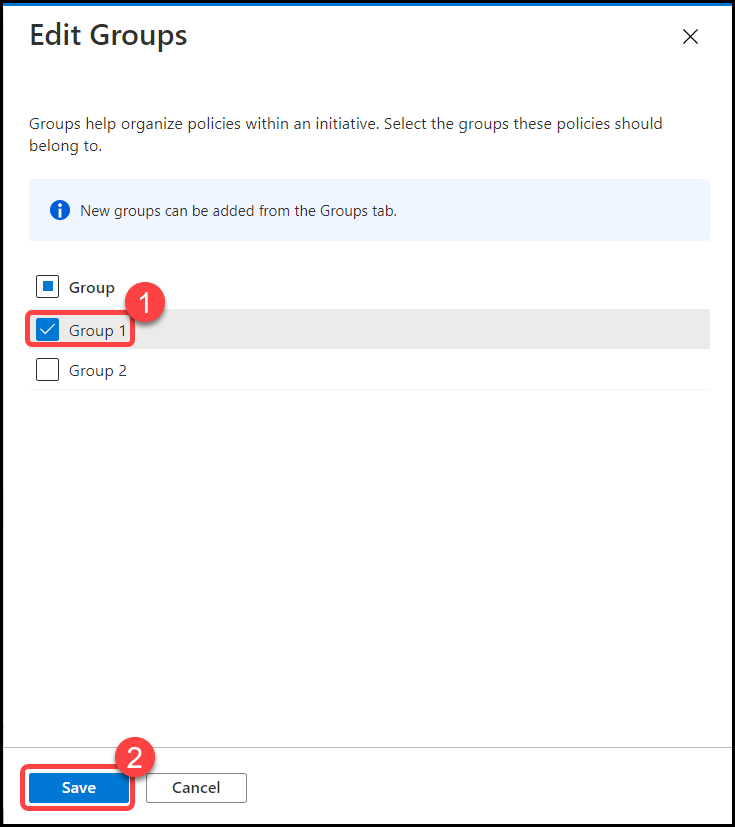 Edit Groups
Groups help organize policies within an initiative. Select the groups these policies should
belong to.
New groups can be added from the Groups tab.
Group
1
Group 1
Group 2
2
Save
Cancel